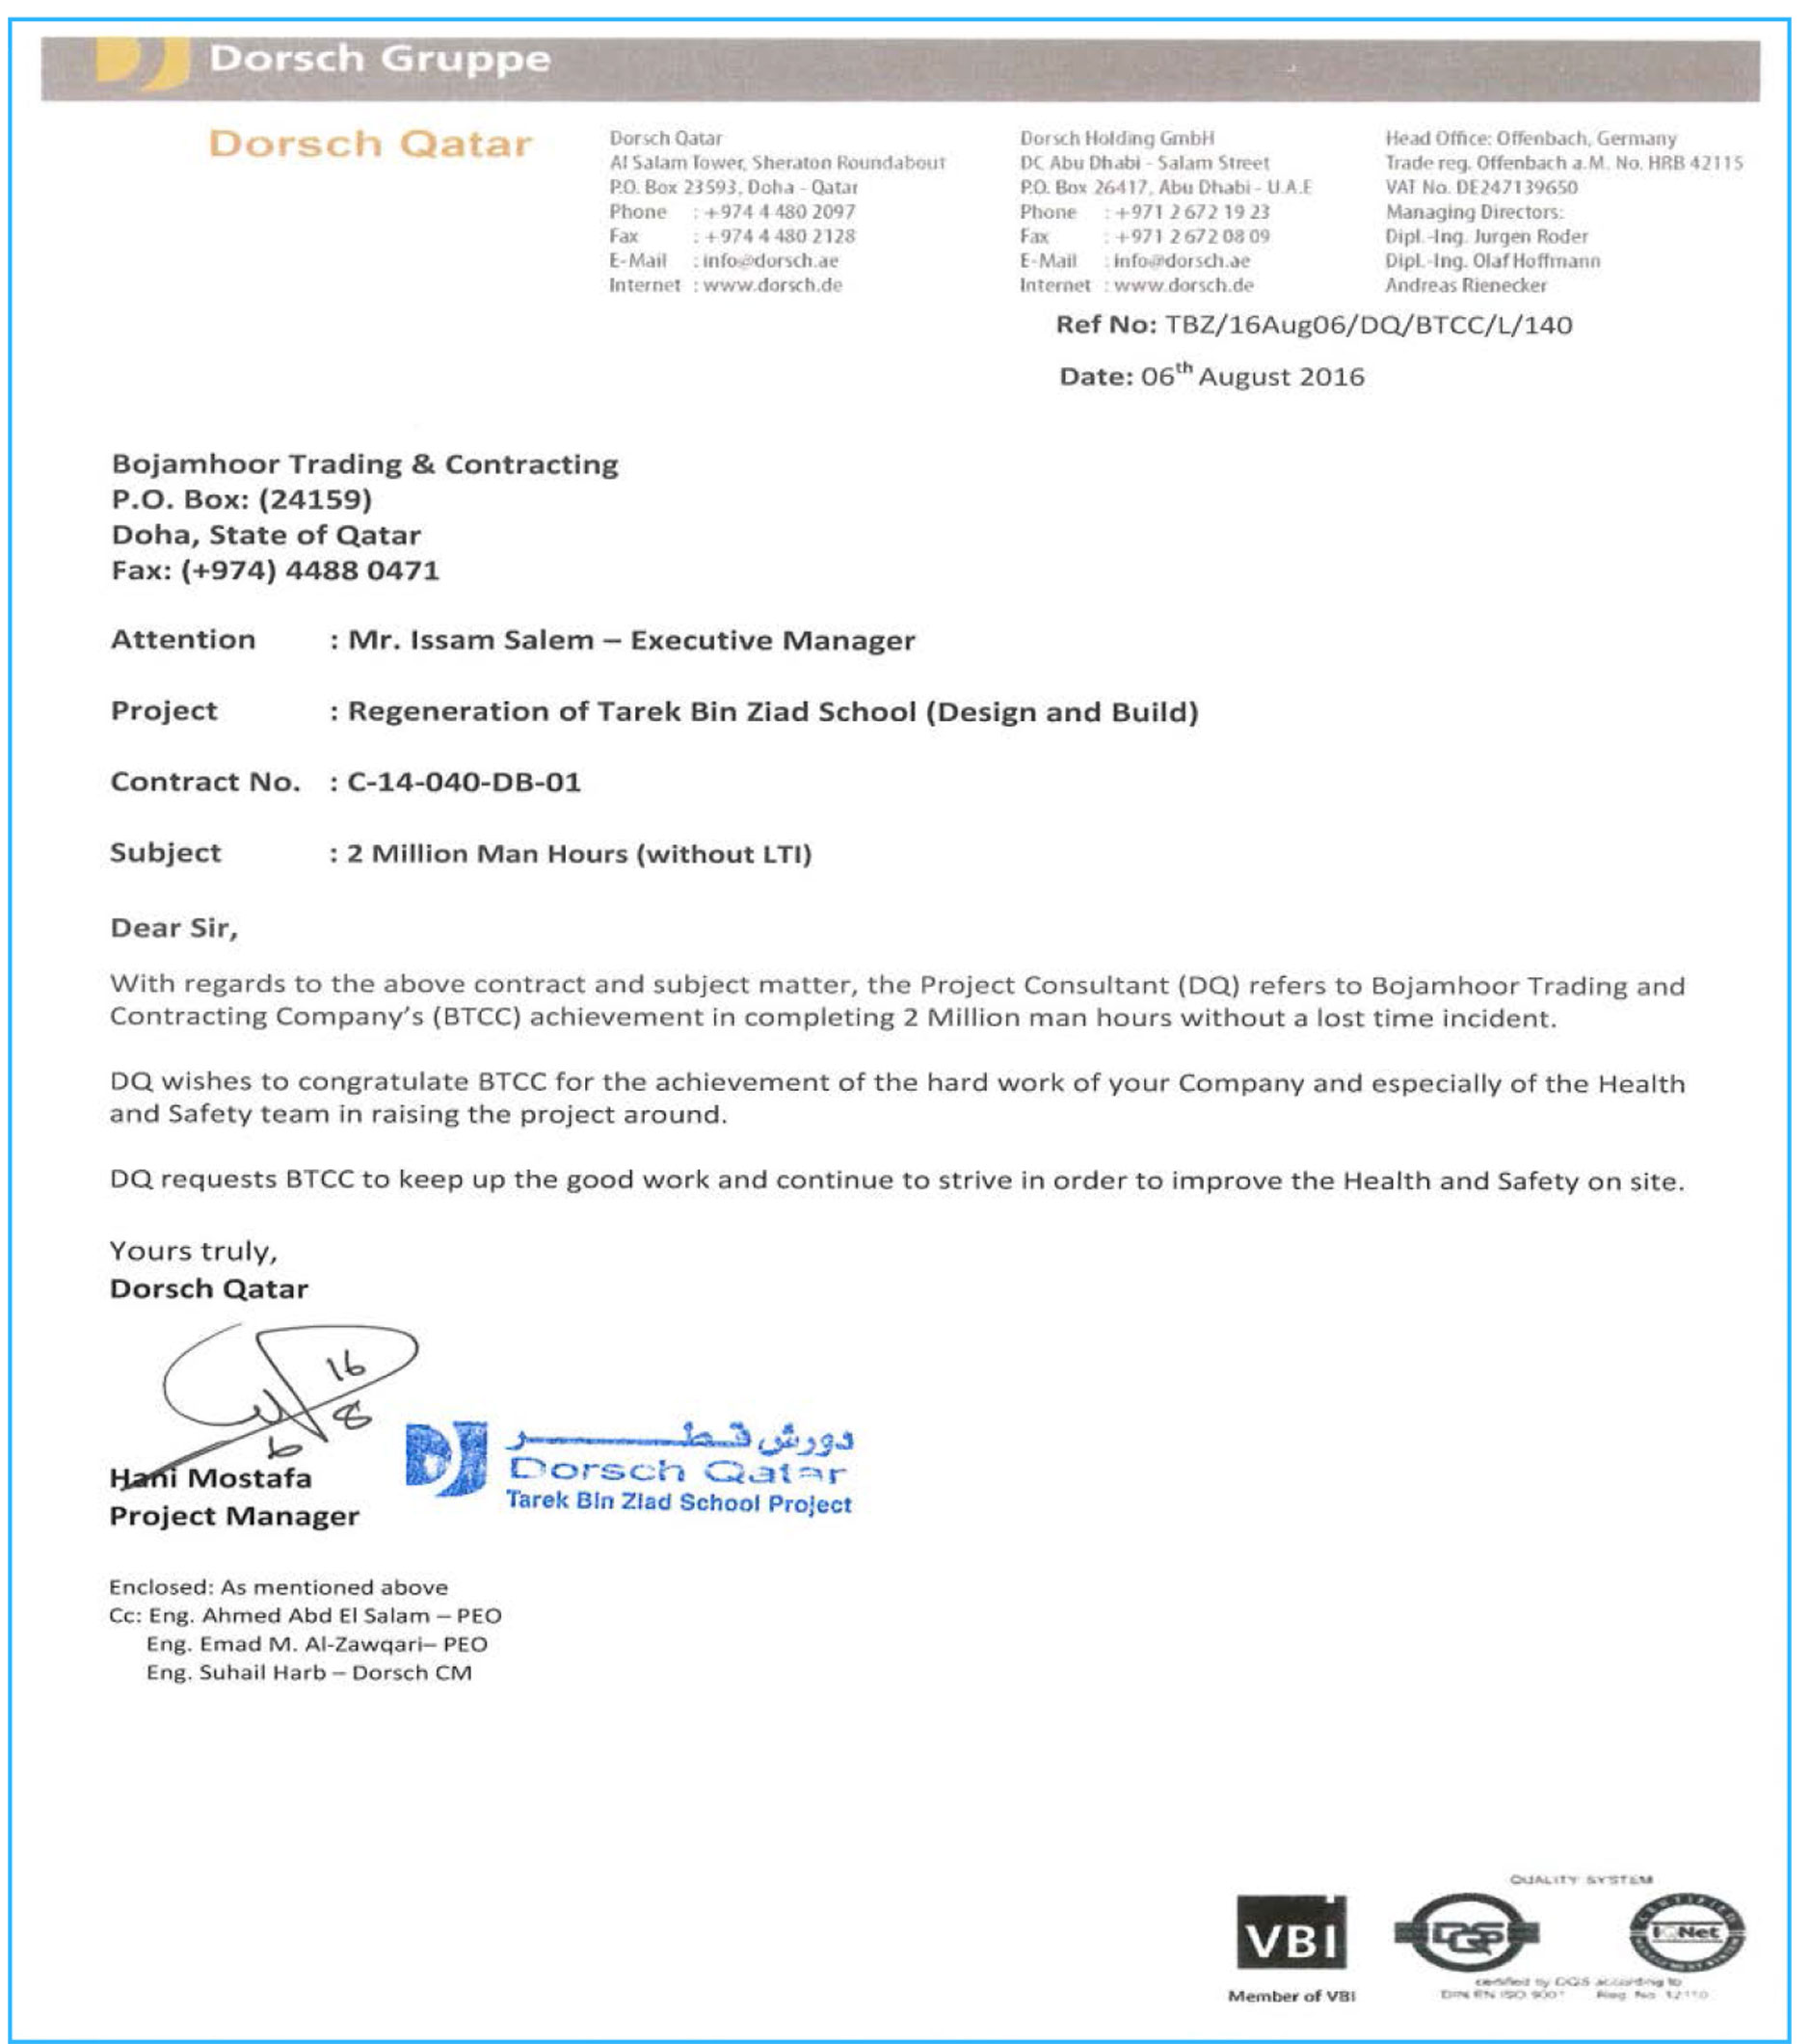 Dorsch Gruppe
Dorsch Qatar
Dorsch Qatar
Al Salam Tower, Sheraton Roundabout
P.O. Box 23593, Doha - Qatar
Phone : +974 4 480 2097
Fax : +974 4 480 2128
E-Mail : info@dorsch.ae
Internet : www.dorsch.de
Dorsch Holding GmbH
DC Abu Dhabi - Salam Street
P.O. Box 26417, Abu Dhabi - U.A.E
Phone : +971 2 672 19 23
Fax : +971 2 672 08 09
E-Mail : info@dorsch.ae
Internet : www.dorsch.de
Head Office: Offenbach, Germany
Trade reg. Offenbach a.M. No. HRB 42115
VAT No. DE247139650
Managing Directors:
Dipl.-Ing. Jurgen Roder
Dipl.-Ing. Olaf Hoffmann
Andreas Rienecker
Ref No: TBZ/16Aug06/DQ/BTCC/L/140
Date: 06th August 2016
Bojamhoor Trading & Contracting
P.O. Box: (24159)
Doha, State of Qatar
Fax: (+974) 4488 0471
Attention : Mr. Issam Salem – Executive Manager
Project : Regeneration of Tarek Bin Ziad School (Design and Build)
Contract No. : C-14-040-DB-01
Subject : 2 Million Man Hours (without LTI)
Dear Sir,
With regards to the above contract and subject matter, the Project Consultant (DQ) refers to Bojamhoor Trading and
Contracting Company's (BTCC) achievement in completing 2 Million man hours without a lost time incident.
DQ wishes to congratulate BTCC for the achievement of the hard work of your Company and especially of the Health
and Safety team in raising the project around.
DQ requests BTCC to keep up the good work and continue to strive in order to improve the Health and Safety on site.
Yours truly,
Dorsch Qatar
16
8
6
Hani Mostafa
Project Manager
دورش قطر
Dorsch Qatar
Tarek Bin Ziad School Project
Enclosed: As mentioned above
Cc: Eng. Ahmed Abd El Salam – PEO
Eng. Emad M. Al-Zawqari– PEO
Eng. Suhail Harb – Dorsch CM
QUALITY SYSTEM
VBI
DQS
IQNet
Member of VBI
certified by DQS according to
DIN EN ISO 9001 Reg. No